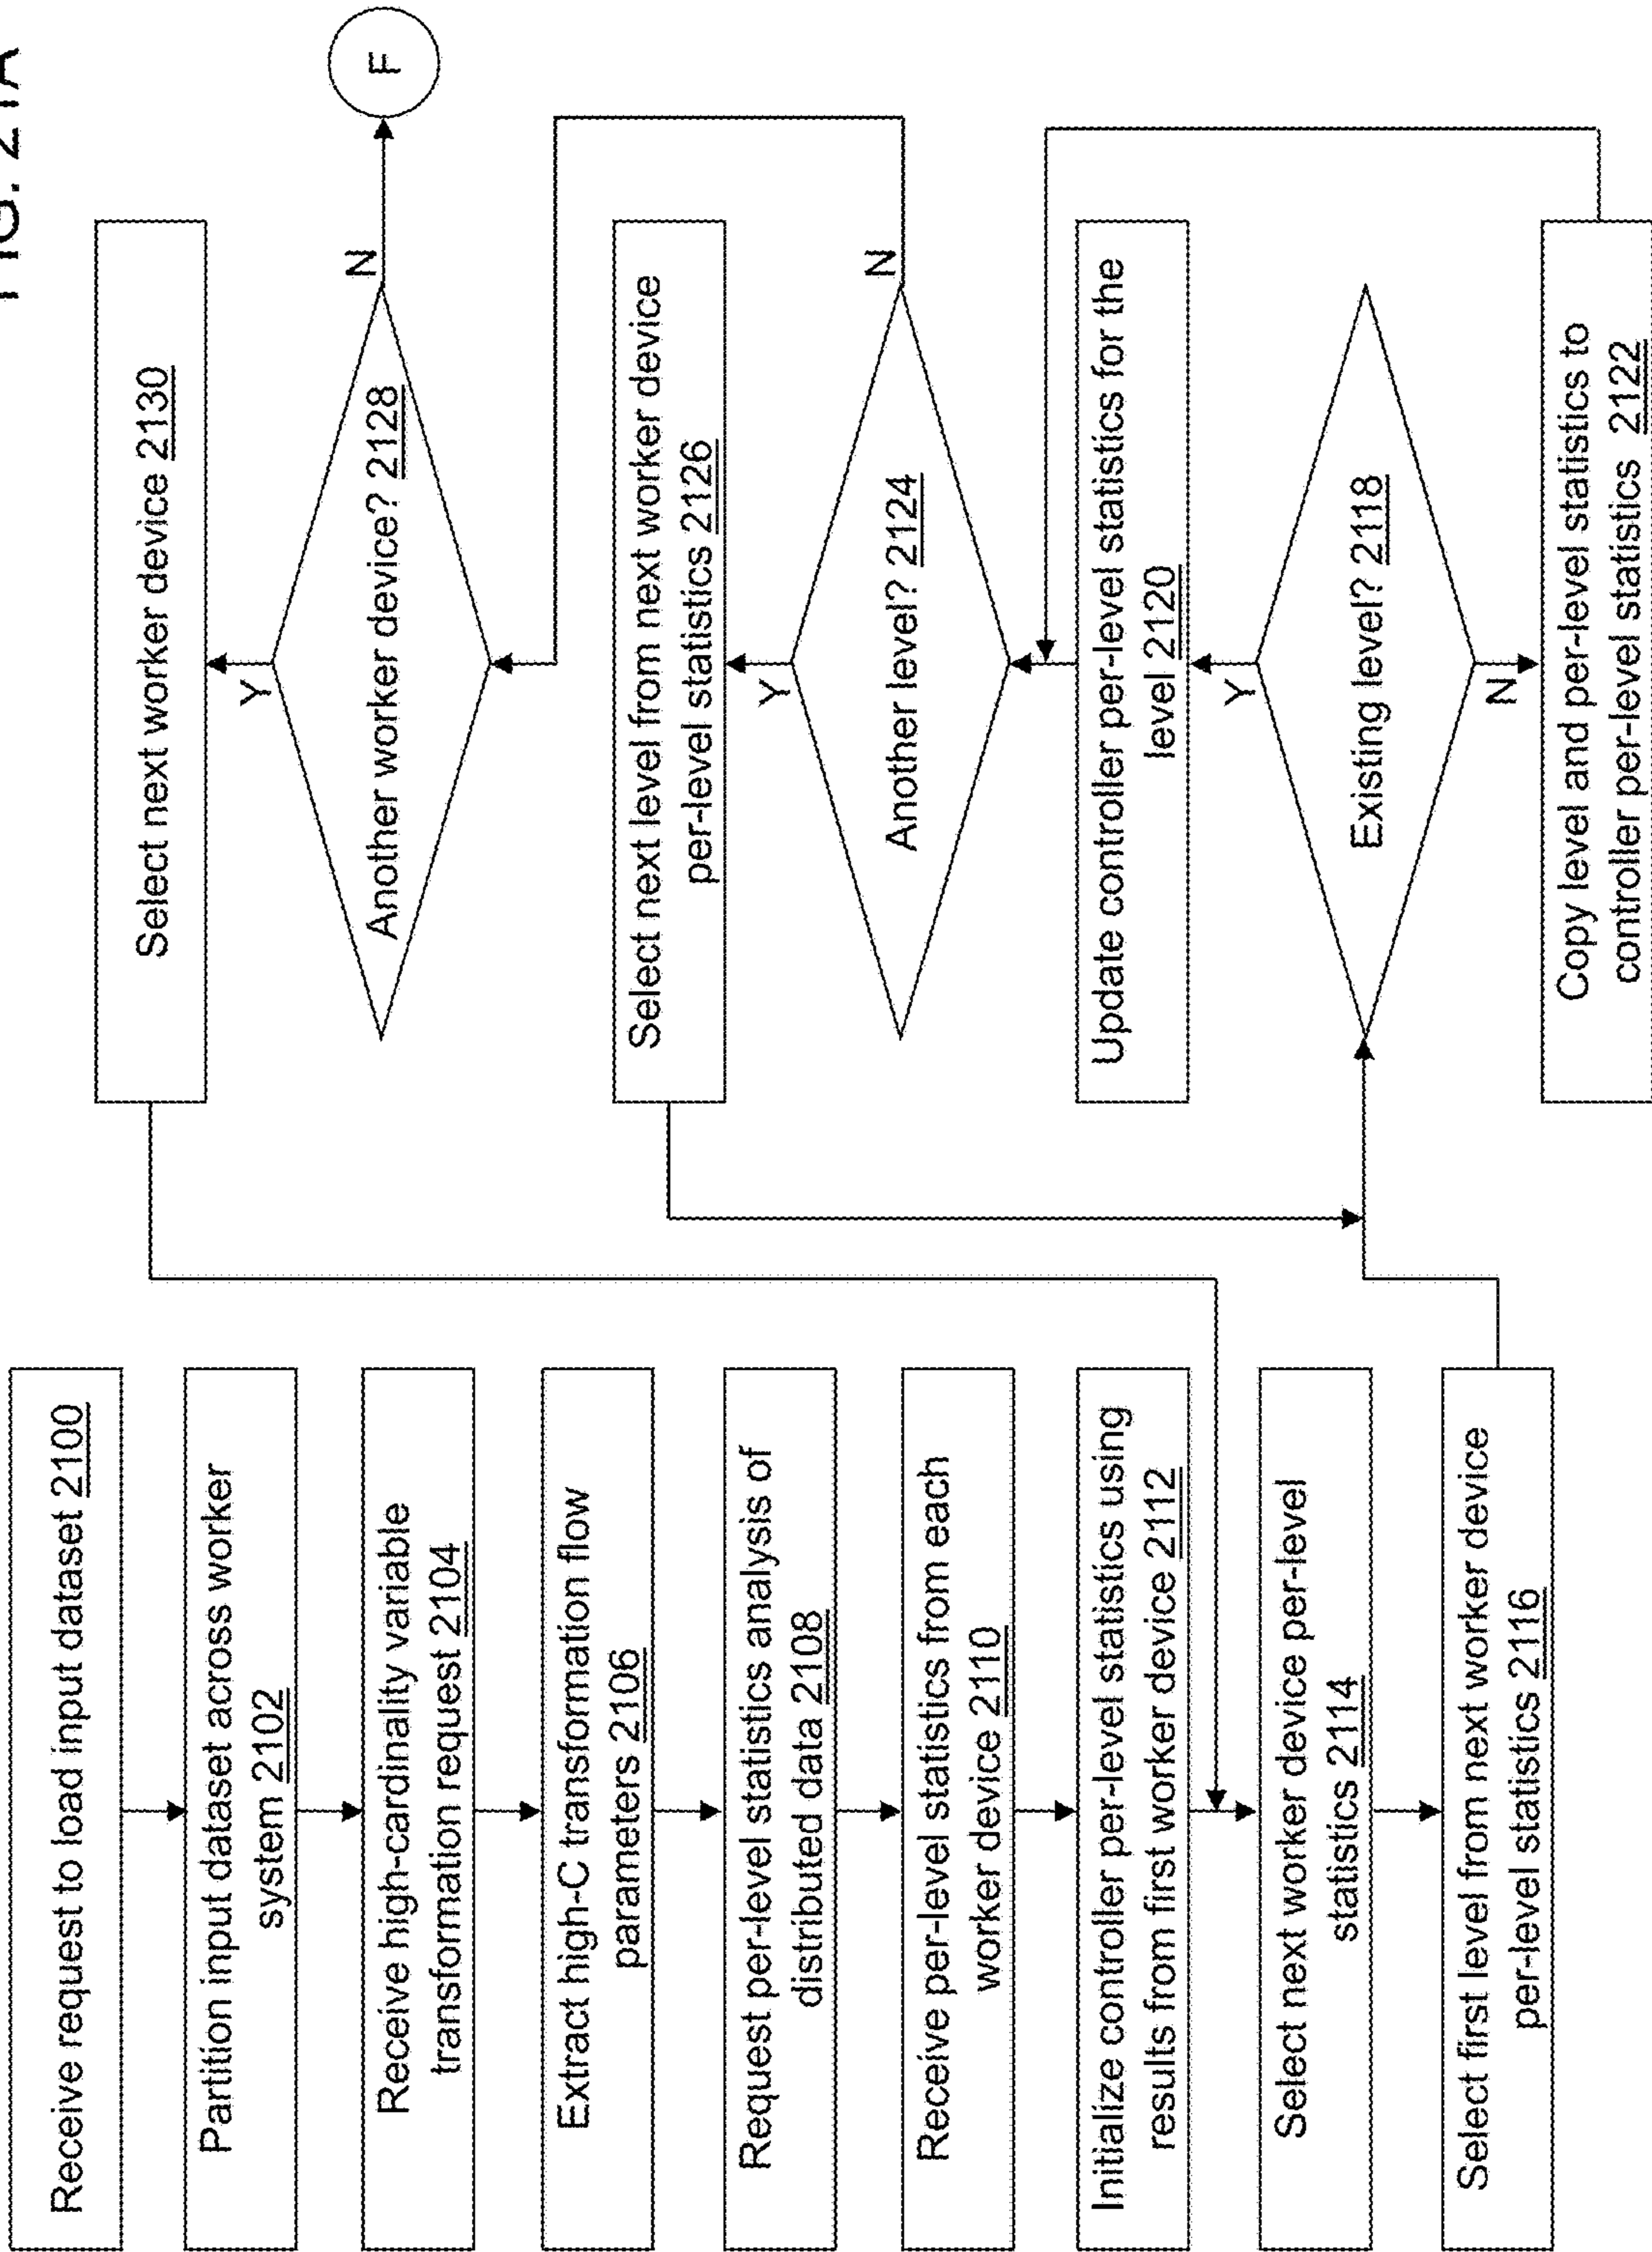 FIG. 21A
Receive request to load input dataset 2100
Partition input dataset across worker
system 2102
Receive high-cardinality variable
transformation request 2104
Extract high-C transformation flow
parameters 2106
Request per-level statistics analysis of
distributed data 2108
Receive per-level statistics from each
worker device 2110
Initialize controller per-level statistics using
results from first worker device 2112
Select next worker device per-level
statistics 2114
Select first level from next worker device
per-level statistics 2116
Select next worker device 2130
Y
Another worker device? 2128
N
F
Select next level from next worker device
per-level statistics 2126
Y
Another level? 2124
N
Update controller per-level statistics for the
level 2120
Y
Existing level? 2118
N
Copy level and per-level statistics to
controller per-level statistics 2122